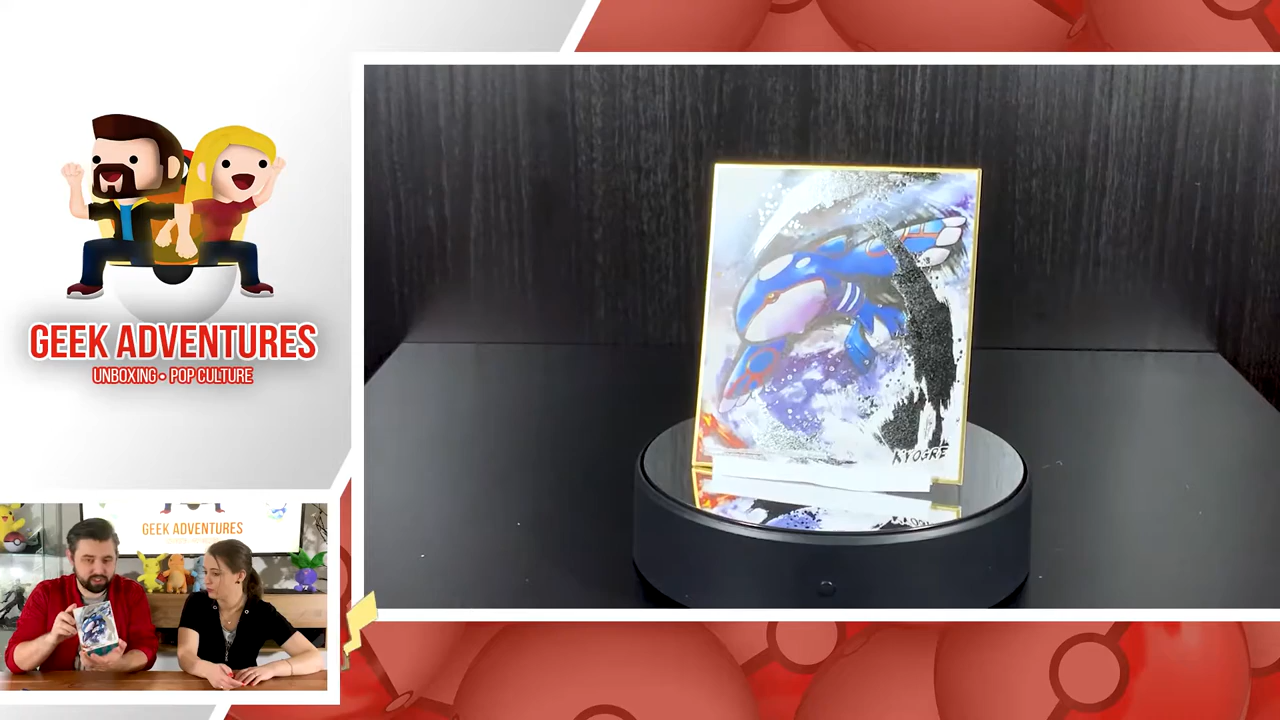 GEEK ADVENTURES
UNBOXING • POP CULTURE
KYOGRE
GEEK ADVENTURES